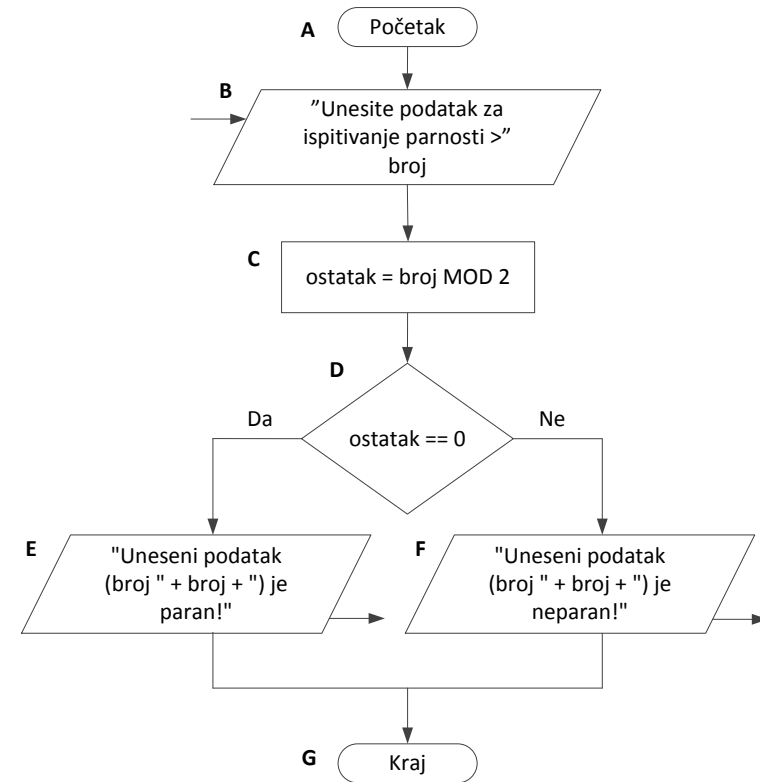 A
Početak
B
”Unesite podatak za
ispitivanje parnosti >”
broj
C
ostatak = broj MOD 2
D
Da
ostatak == 0
Ne
E
"Uneseni podatak
(broj " + broj + ") je
paran!"
F
"Uneseni podatak
(broj " + broj + ") je
neparan!"
G
Kraj